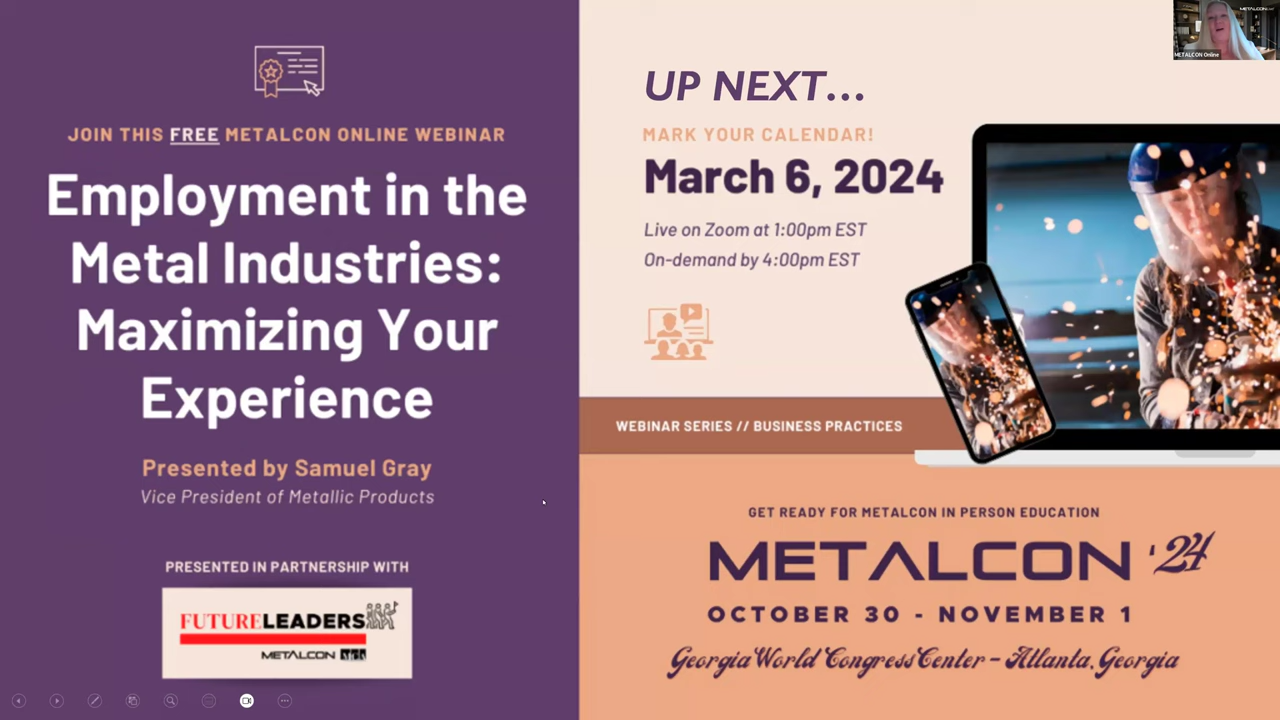 JOIN THIS FREE METALCON ONLINE WEBINAR
Employment in the
Metal Industries:
Maximizing Your
Experience
Presented by Samuel Gray
Vice President of Metallic Products
PRESENTED IN PARTNERSHIP WITH
FUTURELEADERS
METALCON
UP NEXT...
MARK YOUR CALENDAR!
March 6, 2024
Live on Zoom at 1:00pm EST
On-demand by 4:00pm EST
WEBINAR SERIES // BUSINESS PRACTICES
GET READY FOR METALCON IN PERSON EDUCATION
METALCON '24
OCTOBER 30 - NOVEMBER 1
Georgia World Congress Center - Atlanta, Georgia
METALCON Online